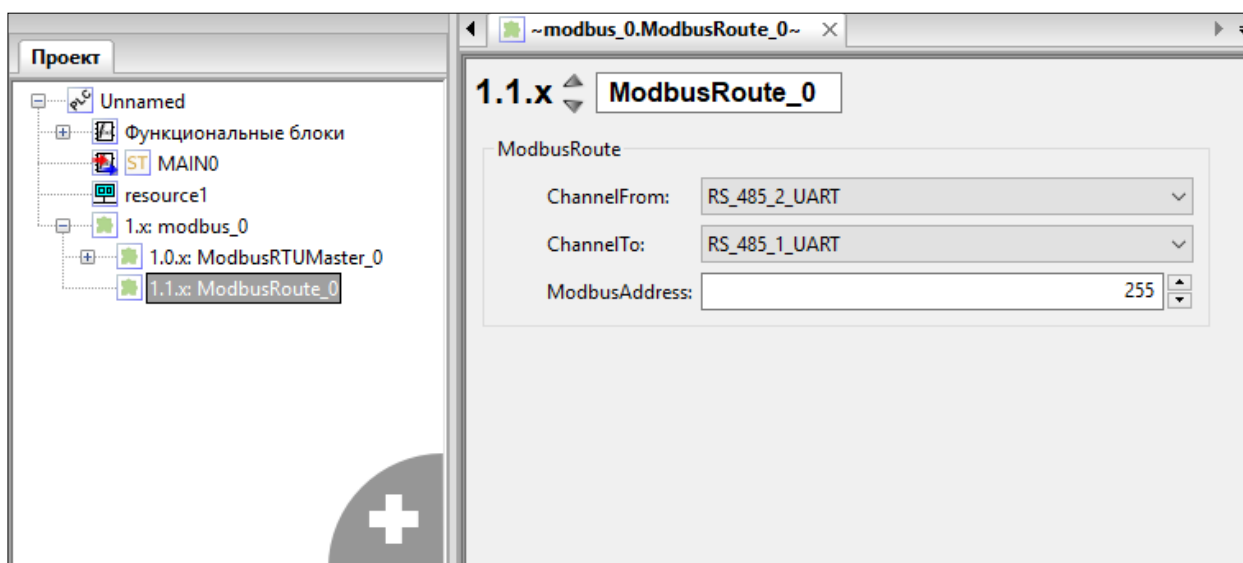 Проект
Unnamed
Функциональные блоки
ST MAIN0
resource1
1.x: modbus_0
1.0.x: ModbusRTUMaster_0
1.1.x: ModbusRoute_0
~modbus_0.ModbusRoute_0~
1.1.x ModbusRoute_0
ModbusRoute
ChannelFrom: RS_485_2_UART
ChannelTo: RS_485_1_UART
ModbusAddress: 255